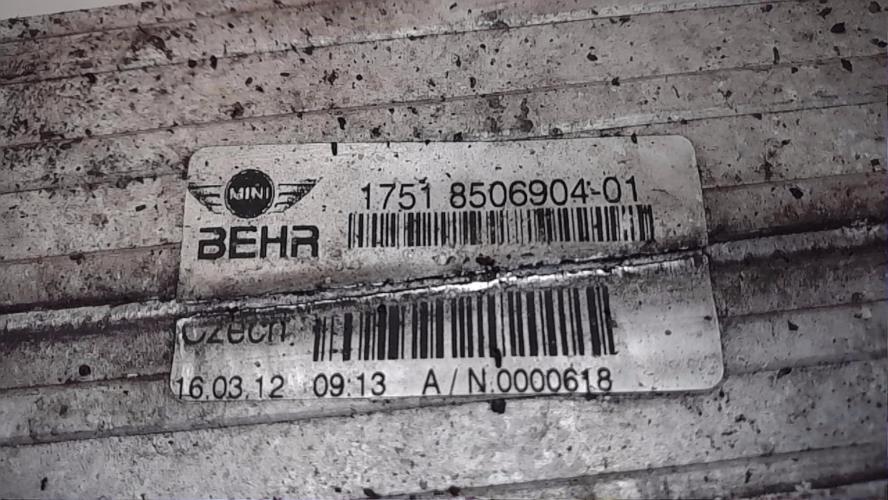 MINI
1751 8506904-01
BEHR
Czech.
16.03.12 09:13 A/N.0000618